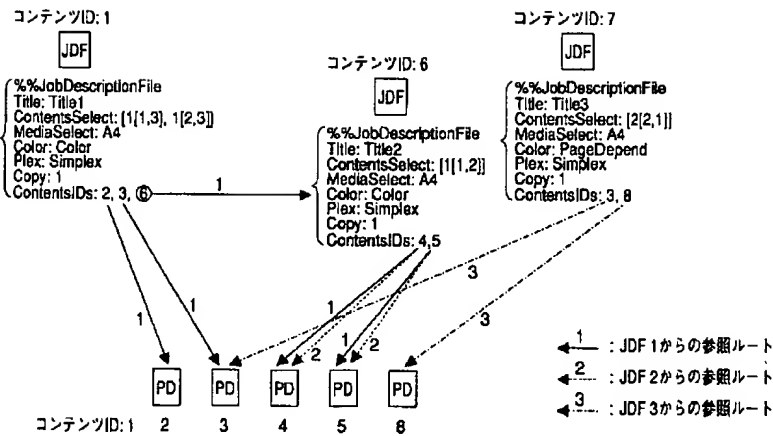 コンテンツID: 1
JDF
%%JobDescriptionFile
Title: Title1
ContentsSelect: [1[1,3], 1[2,3]]
MediaSelect: A4
Color: Color
Plex: Simplex
Copy: 1
ContentsIDs: 2, 3, ⑥
1
コンテンツID: 6
JDF
%%JobDescriptionFile
Title: Title2
ContentsSelect: [1[1,2]]
MediaSelect: A4
Color: Color
Plex: Simplex
Copy: 1
ContentsIDs: 4,5
コンテンツID: 7
JDF
%%JobDescriptionFile
Title: Title3
ContentsSelect: [2[2,1]]
MediaSelect: A4
Color: PageDepend
Plex: Simplex
Copy: 1
ContentsIDs: 3, 8
1
1
1
2
1
2
3
3
PD PD PD PD PD
コンテンツID: 1 2 3 4 5 8
1 : JDF 1からの参照ルート
2 : JDF 2からの参照ルート
3 : JDF 3からの参照ルート